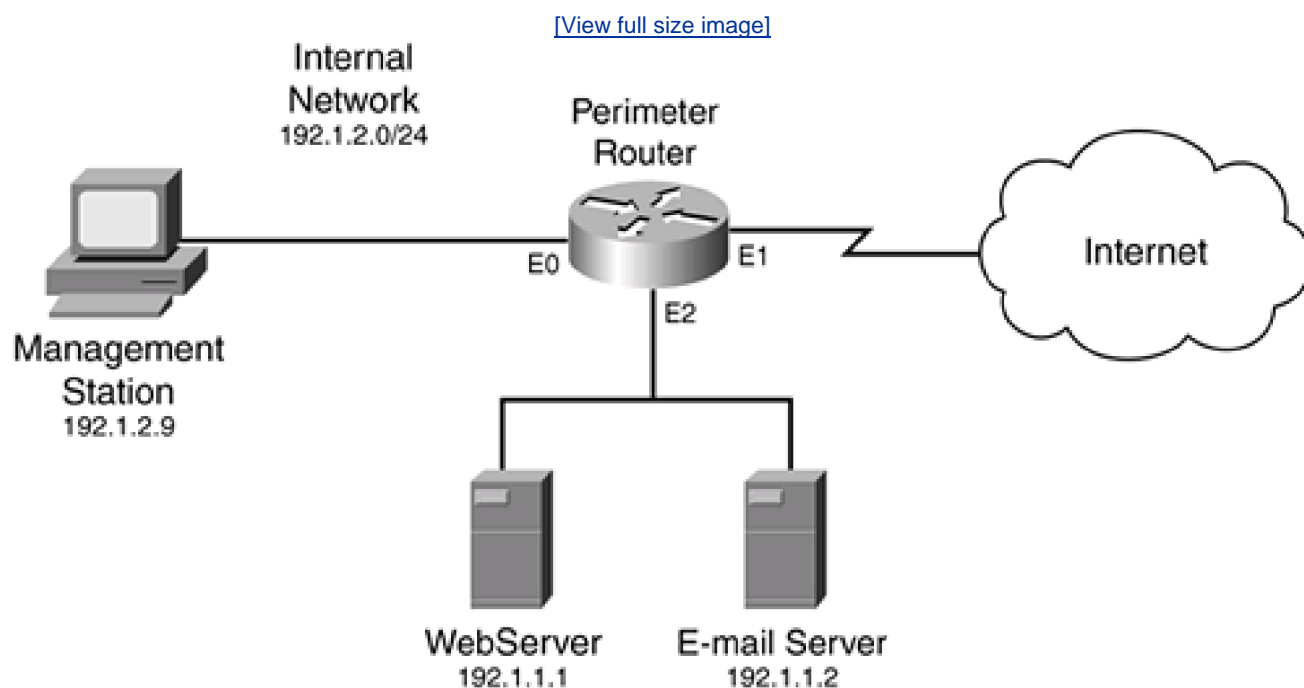 [View full size image]
Internal
Network
192.1.2.0/24
Perimeter
Router
E0
E1
E2
Internet
Management
Station
192.1.2.9
WebServer
192.1.1.1
E-mail Server
192.1.1.2